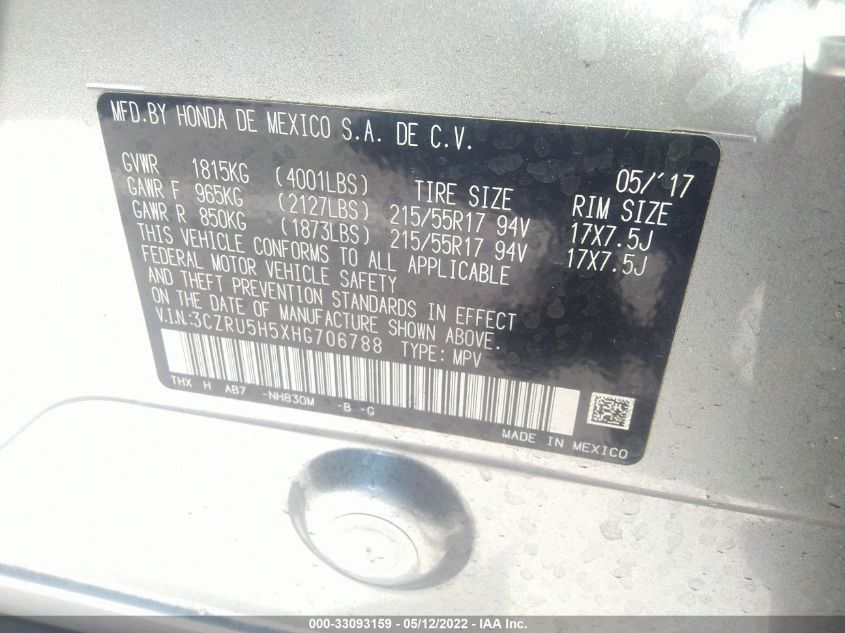 MFD. BY HONDA DE MEXICO S.A. DE C.V.
05/'17
GVWR 1815KG (4001LBS) TIRE SIZE RIM SIZE
GAWR F 965KG (2127LBS) 215/55R17 94V 17X7.5J
GAWR R 850KG (1873LBS) 215/55R17 94V 17X7.5J
THIS VEHICLE CONFORMS TO ALL APPLICABLE
FEDERAL MOTOR VEHICLE SAFETY
AND THEFT PREVENTION STANDARDS IN EFFECT
ON THE DATE OF MANUFACTURE SHOWN ABOVE.
V.I.N:3CZRU5H5XHG706788 TYPE: MPV
THX H AB7 -NH830M -B -G
MADE IN MEXICO
000-33093159 - 05/12/2022 - IAA Inc.